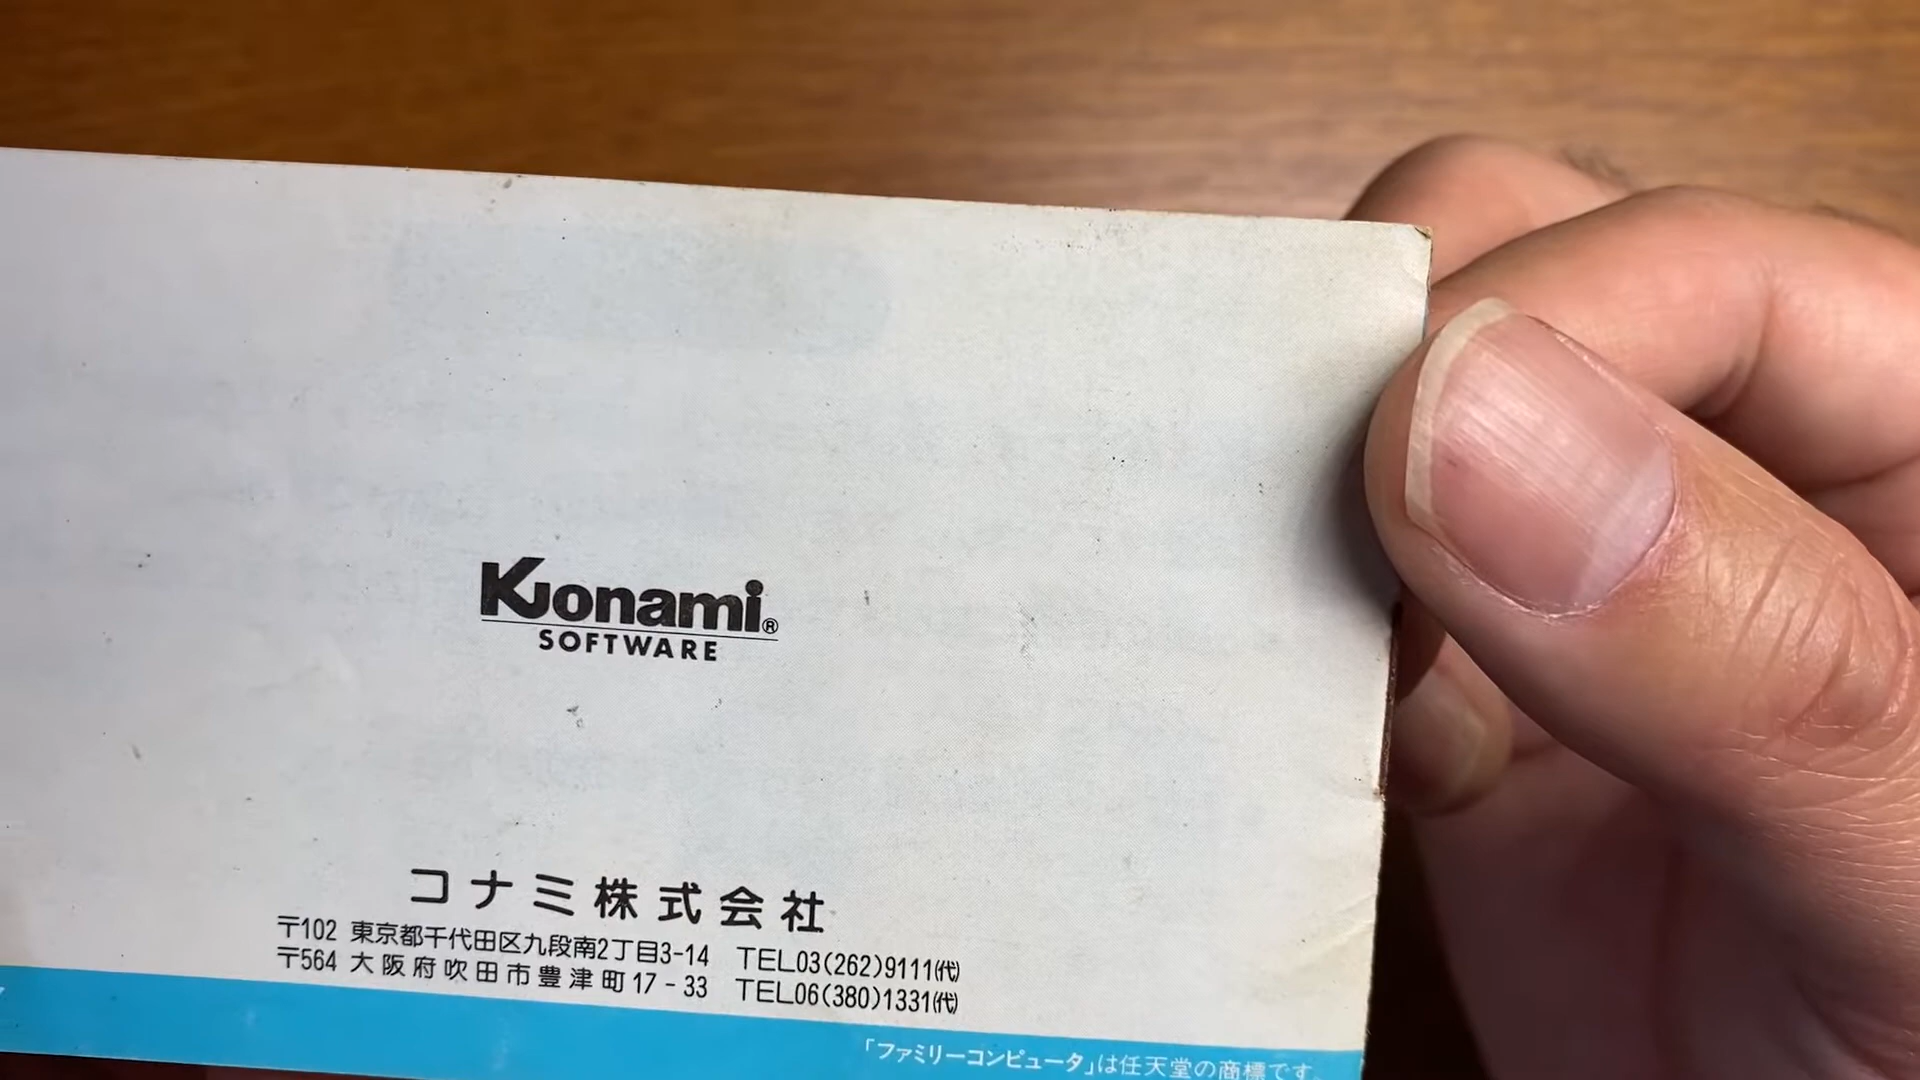 Konami®
SOFTWARE
コナミ株式会社
〒102 東京都千代田区九段南2丁目3-14 TEL03(262)9111㈹
〒564 大阪府吹田市豊津町17-33 TEL06(380)1331㈹
「ファミリーコンピュータ」は任天堂の商標です。